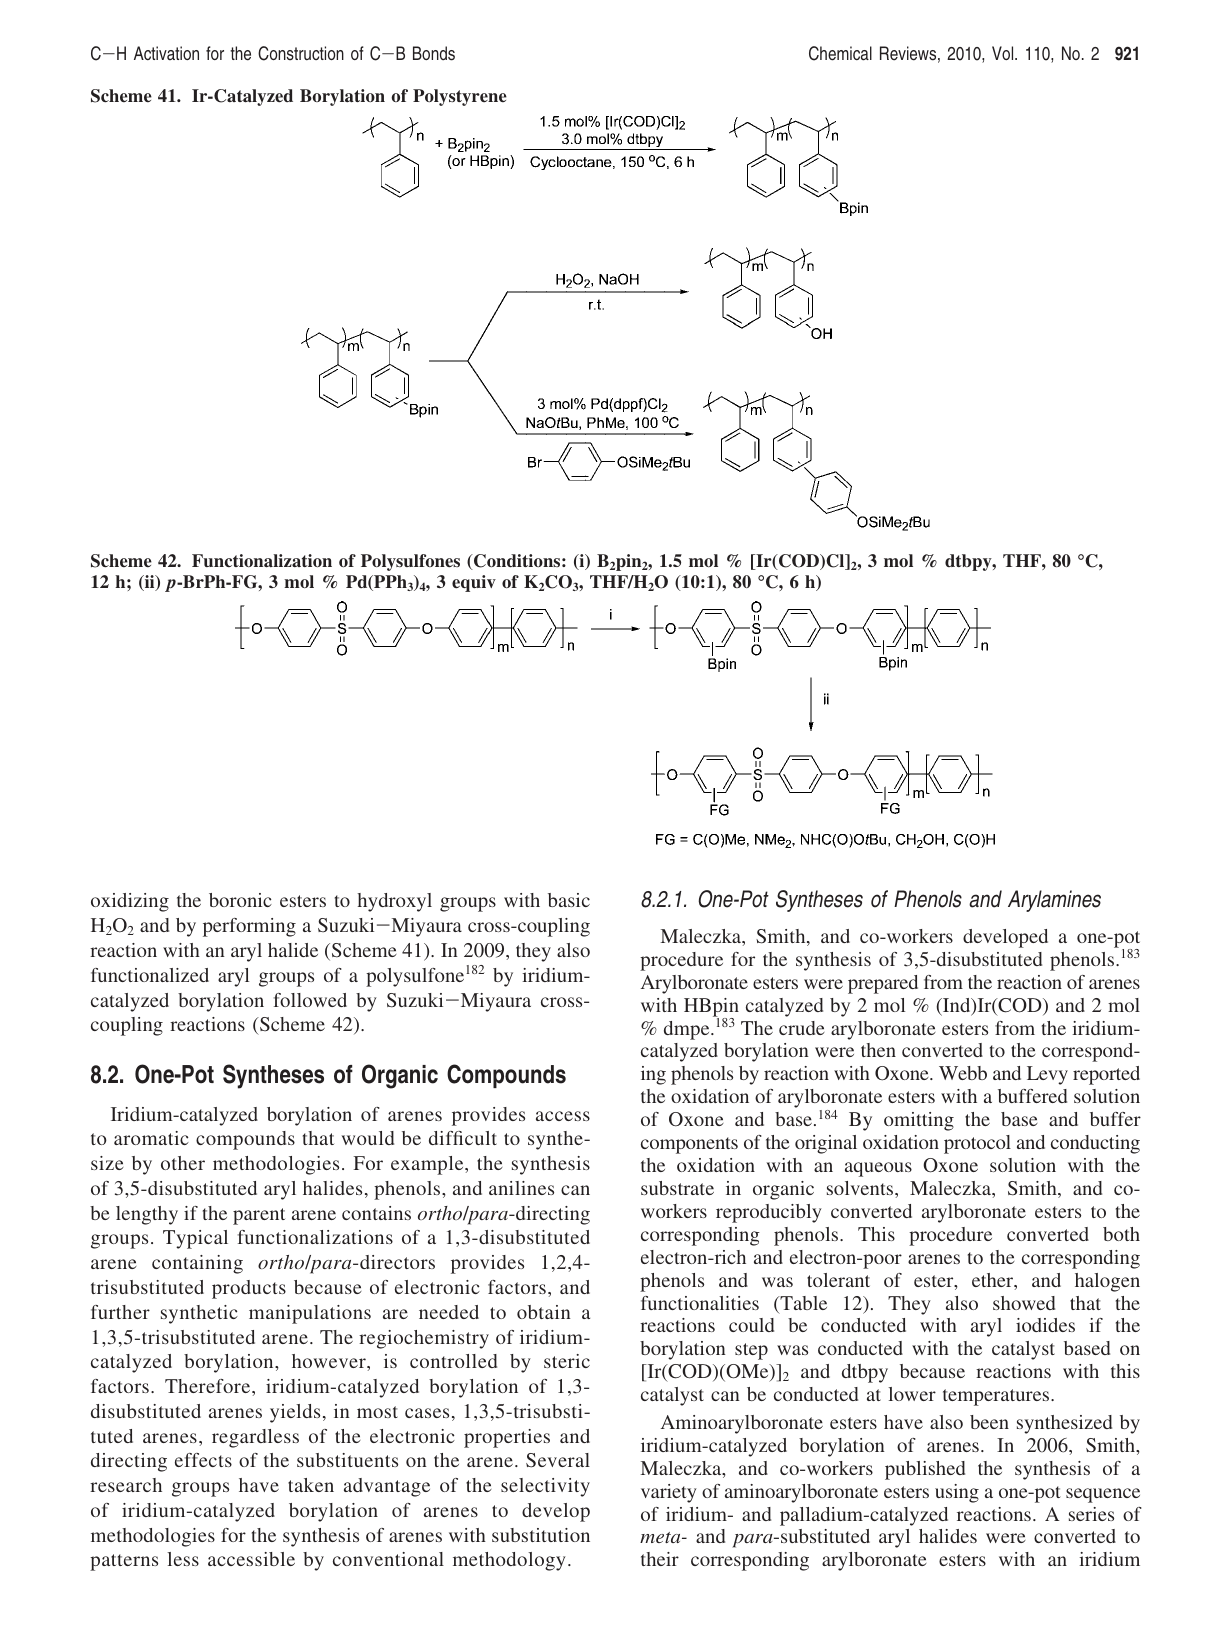 C−H Activation for the Construction of C−B Bonds
Chemical Reviews, 2010, Vol. 110, No. 2 921
Scheme 41. Ir-Catalyzed Borylation of Polystyrene
n
+ B2pin2
(or HBpin)
1.5 mol% [Ir(COD)Cl]2
3.0 mol% dtbpy
Cyclooctane, 150 ºC, 6 h
m
n
Bpin
H2O2, NaOH
r.t.
m
n
OH
m
n
Bpin
3 mol% Pd(dppf)Cl2
NaOtBu, PhMe, 100 ºC
Br
OSiMe2tBu
m
n
OSiMe2tBu
Scheme 42. Functionalization of Polysulfones (Conditions: (i) B2pin2, 1.5 mol % [Ir(COD)Cl]2, 3 mol % dtbpy, THF, 80 °C,
12 h; (ii) p-BrPh-FG, 3 mol % Pd(PPh3)4, 3 equiv of K2CO3, THF/H2O (10:1), 80 °C, 6 h)
O
O
S
O
O
m
n
i
O
O
S
O
O
m
n
Bpin
Bpin
ii
O
O
S
O
O
m
n
FG
FG
FG = C(O)Me, NMe2, NHC(O)OtBu, CH2OH, C(O)H
oxidizing the boronic esters to hydroxyl groups with basic
H2O2 and by performing a Suzuki−Miyaura cross-coupling
reaction with an aryl halide (Scheme 41). In 2009, they also
functionalized aryl groups of a polysulfone182 by iridium-
catalyzed borylation followed by Suzuki−Miyaura cross-
coupling reactions (Scheme 42).
8.2. One-Pot Syntheses of Organic Compounds
Iridium-catalyzed borylation of arenes provides access
to aromatic compounds that would be difficult to synthe-
size by other methodologies. For example, the synthesis
of 3,5-disubstituted aryl halides, phenols, and anilines can
be lengthy if the parent arene contains ortho/para-directing
groups. Typical functionalizations of a 1,3-disubstituted
arene containing ortho/para-directors provides 1,2,4-
trisubstituted products because of electronic factors, and
further synthetic manipulations are needed to obtain a
1,3,5-trisubstituted arene. The regiochemistry of iridium-
catalyzed borylation, however, is controlled by steric
factors. Therefore, iridium-catalyzed borylation of 1,3-
disubstituted arenes yields, in most cases, 1,3,5-trisubsti-
tuted arenes, regardless of the electronic properties and
directing effects of the substituents on the arene. Several
research groups have taken advantage of the selectivity
of iridium-catalyzed borylation of arenes to develop
methodologies for the synthesis of arenes with substitution
patterns less accessible by conventional methodology.
8.2.1. One-Pot Syntheses of Phenols and Arylamines
Maleczka, Smith, and co-workers developed a one-pot
procedure for the synthesis of 3,5-disubstituted phenols.183
Arylboronate esters were prepared from the reaction of arenes
with HBpin catalyzed by 2 mol % (Ind)Ir(COD) and 2 mol
% dmpe.183 The crude arylboronate esters from the iridium-
catalyzed borylation were then converted to the correspond-
ing phenols by reaction with Oxone. Webb and Levy reported
the oxidation of arylboronate esters with a buffered solution
of Oxone and base.184 By omitting the base and buffer
components of the original oxidation protocol and conducting
the oxidation with an aqueous Oxone solution with the
substrate in organic solvents, Maleczka, Smith, and co-
workers reproducibly converted arylboronate esters to the
corresponding phenols. This procedure converted both
electron-rich and electron-poor arenes to the corresponding
phenols and was tolerant of ester, ether, and halogen
functionalities (Table 12). They also showed that the
reactions could be conducted with aryl iodides if the
borylation step was conducted with the catalyst based on
[Ir(COD)(OMe)]2 and dtbpy because reactions with this
catalyst can be conducted at lower temperatures.
Aminoarylboronate esters have also been synthesized by
iridium-catalyzed borylation of arenes. In 2006, Smith,
Maleczka, and co-workers published the synthesis of a
variety of aminoarylboronate esters using a one-pot sequence
of iridium- and palladium-catalyzed reactions. A series of
meta- and para-substituted aryl halides were converted to
their corresponding arylboronate esters with an iridium